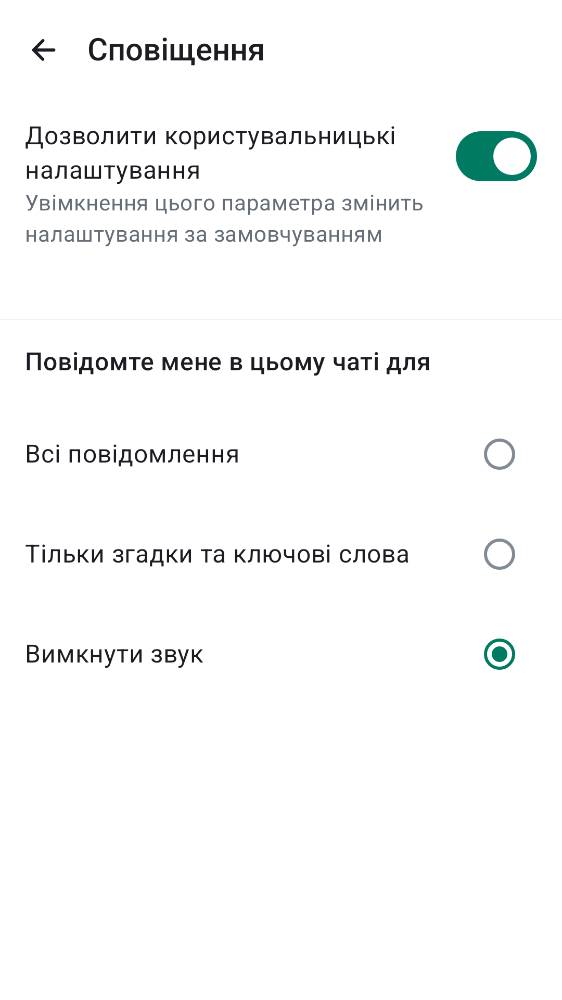 Сповіщення
Дозволити користувальницькі
налаштування
Увімкнення цього параметра змінить
налаштування за замовчуванням
Повідомте мене в цьому чаті для
Всі повідомлення
Тільки згадки та ключові слова
Вимкнути звук